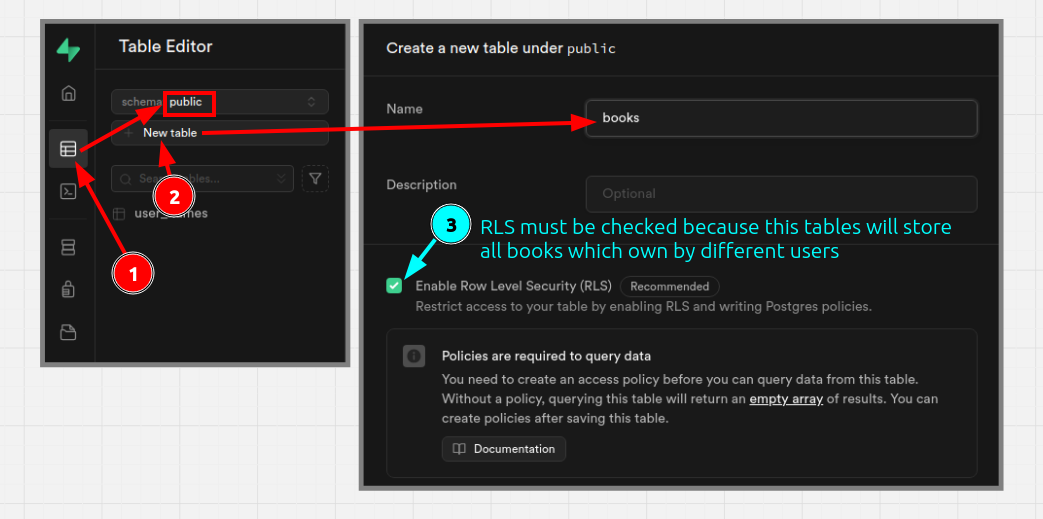 Table Editor
schema public
New table
user_
1
2
Create a new table under public
Name
books
Description
Optional
3
RLS must be checked because this tables will store
all books which own by different users
Enable Row Level Security (RLS) Recommended
Restrict access to your table by enabling RLS and writing Postgres policies.
Policies are required to query data
You need to create an access policy before you can query data from this table.
Without a policy, querying this table will return an empty array of results. You can
create policies after saving this table.
Documentation